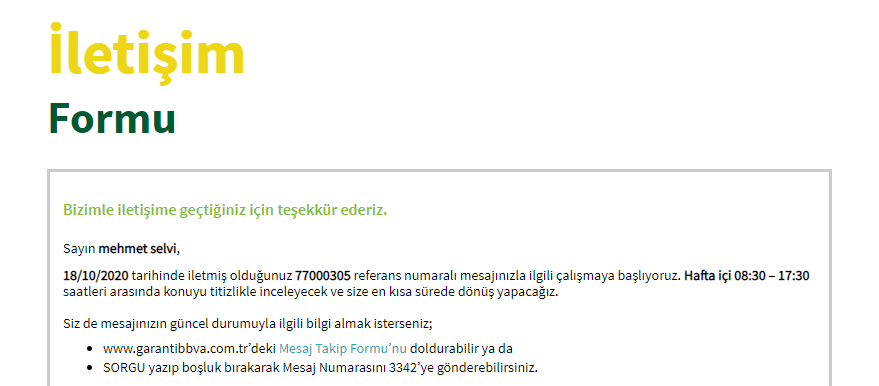 İletişim
Formu
Bizimle iletişime geçtiğiniz için teşekkür ederiz.
Sayın mehmet selvi,
18/10/2020 tarihinde iletmiş olduğunuz 77000305 referans numaralı mesajınızla ilgili çalışmaya başlıyoruz. Hafta içi 08:30 – 17:30
saatleri arasında konuyu titizlikle inceleyecek ve size en kısa sürede dönüş yapacağız.
Siz de mesajınızın güncel durumuyla ilgili bilgi almak isterseniz;
• www.garantibbva.com.tr'deki Mesaj Takip Formu'nu doldurabilir ya da
• SORGU yazıp boşluk bırakarak Mesaj Numarasını 3342'ye gönderebilirsiniz.